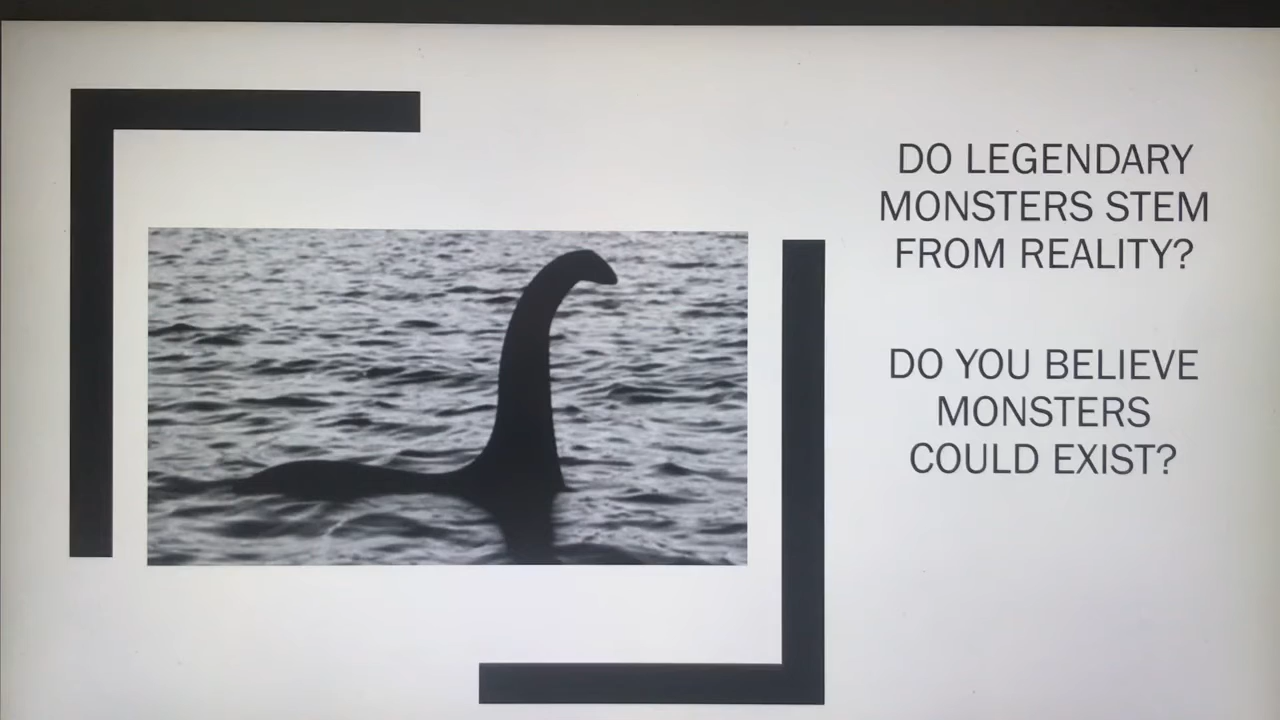 DO LEGENDARY
MONSTERS STEM
FROM REALITY?
DO YOU BELIEVE
MONSTERS
COULD EXIST?